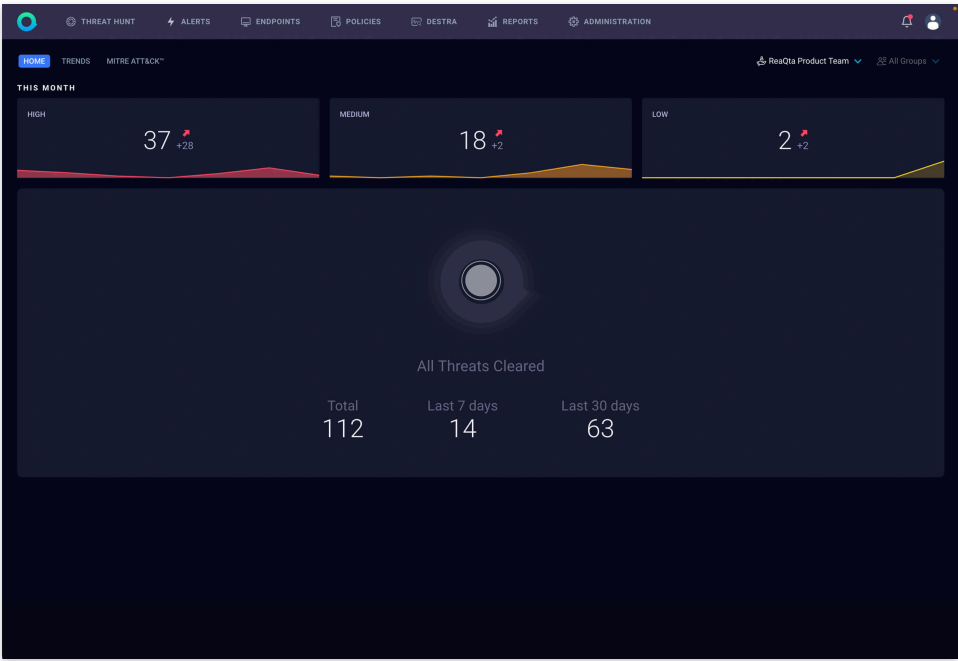 THREAT HUNT ALERTS ENDPOINTS POLICIES DESTRA REPORTS ADMINISTRATION
HOME TRENDS MITRE ATT&CK™ ReaQta Product Team All Groups
THIS MONTH
HIGH MEDIUM LOW
37 +28 18 +2 2 +2
All Threats Cleared
Total Last 7 days Last 30 days
112 14 63